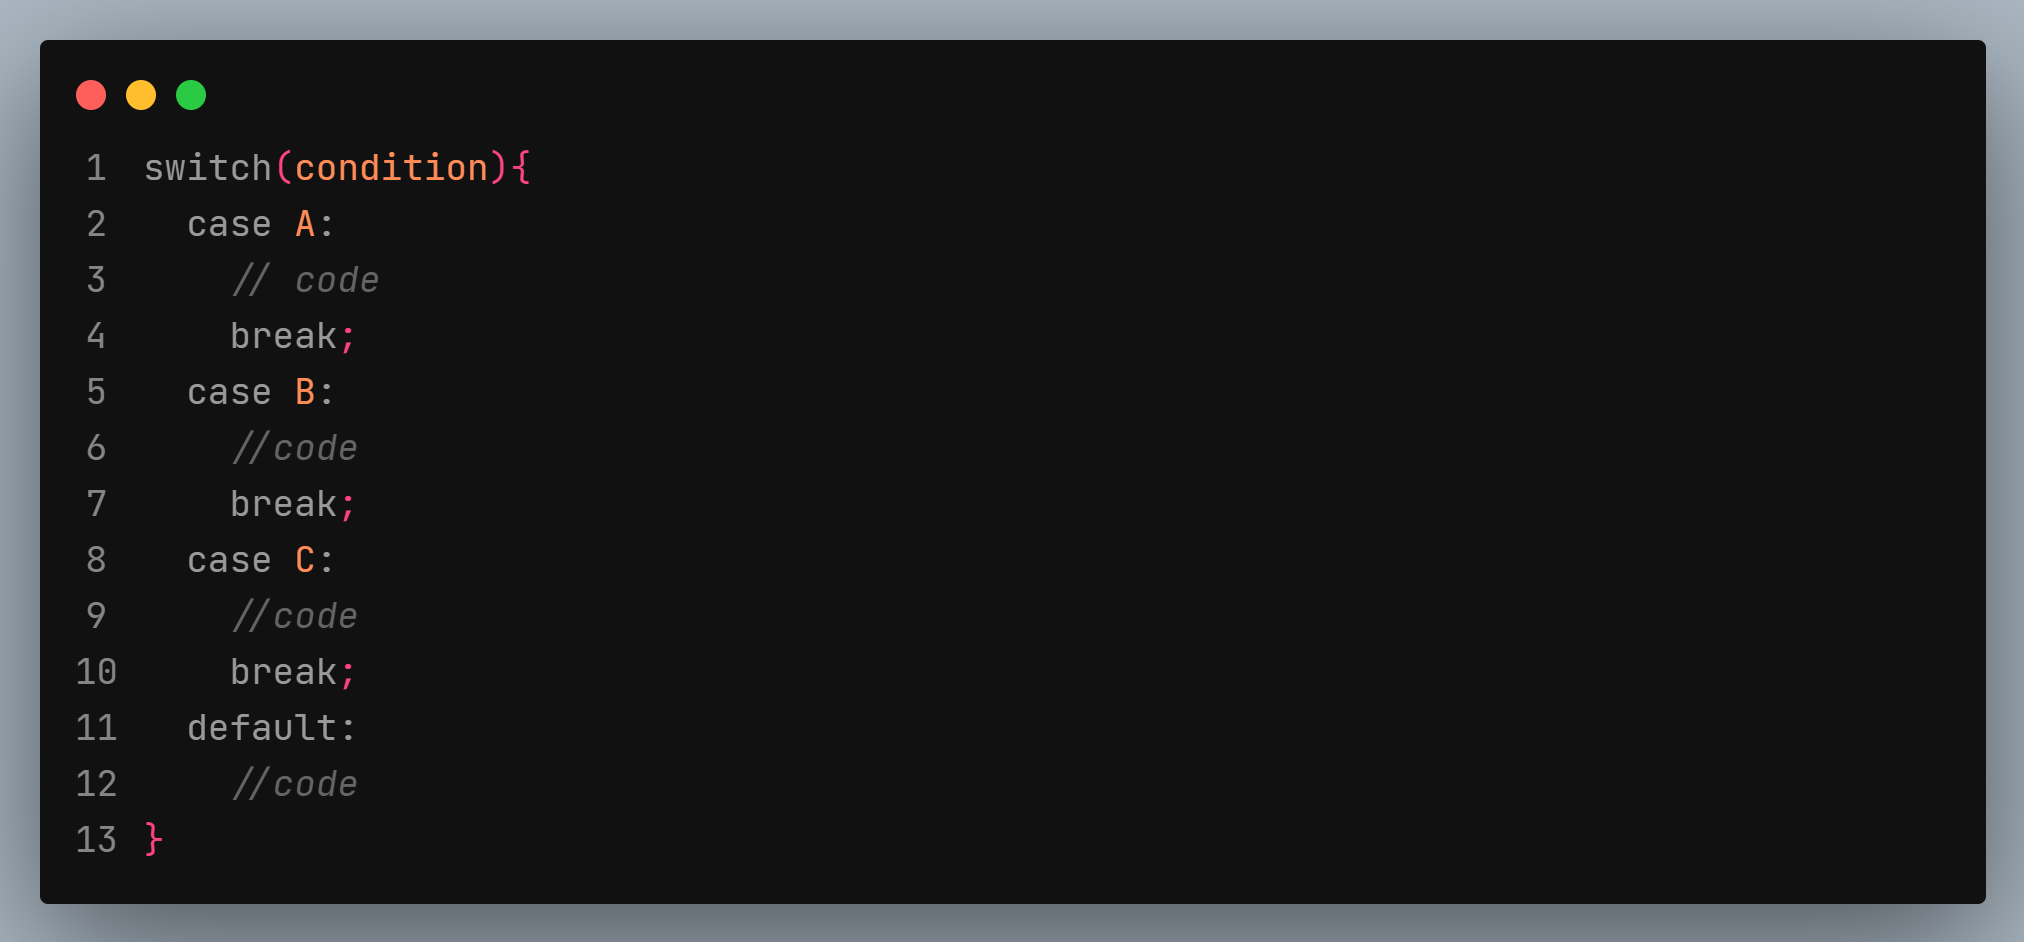 1 switch(condition){
2   case A:
3     // code
4     break;
5   case B:
6     //code
7     break;
8   case C:
9     //code
10     break;
11   default:
12     //code
13 }